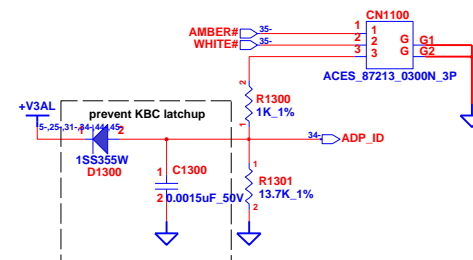 CN1100
AMBER# 35- 1 1 G G1
WHITE# 35- 2 2 G G2
3 3
ACES_87213_0300N_3P
2
R1300
1K_1%
1
+V3AL
prevent KBC latchup
1 2
1SS355W
D1300
34- ADP_ID
1 C1300
2 0.0015uF_50V
1
R1301
13.7K_1%
2